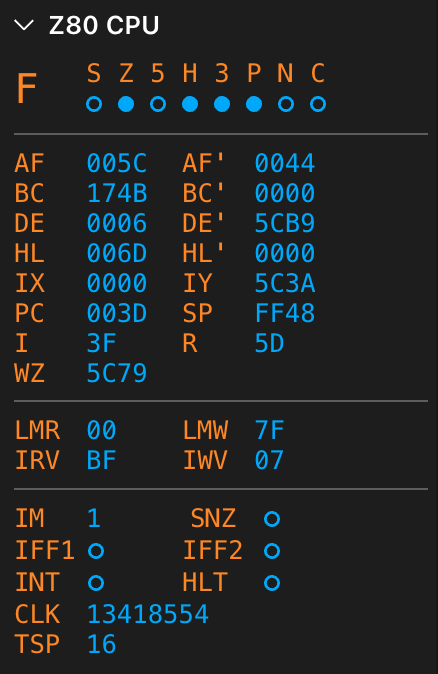 Z80 CPU
F S Z 5 H 3 P N C
AF 005C AF' 0044
BC 174B BC' 0000
DE 0006 DE' 5CB9
HL 006D HL' 0000
IX 0000 IY 5C3A
PC 003D SP FF48
I 3F R 5D
WZ 5C79
LMR 00 LMW 7F
IRV BF IWV 07
IM 1 SNZ
IFF1 IFF2
INT HLT
CLK 13418554
TSP 16